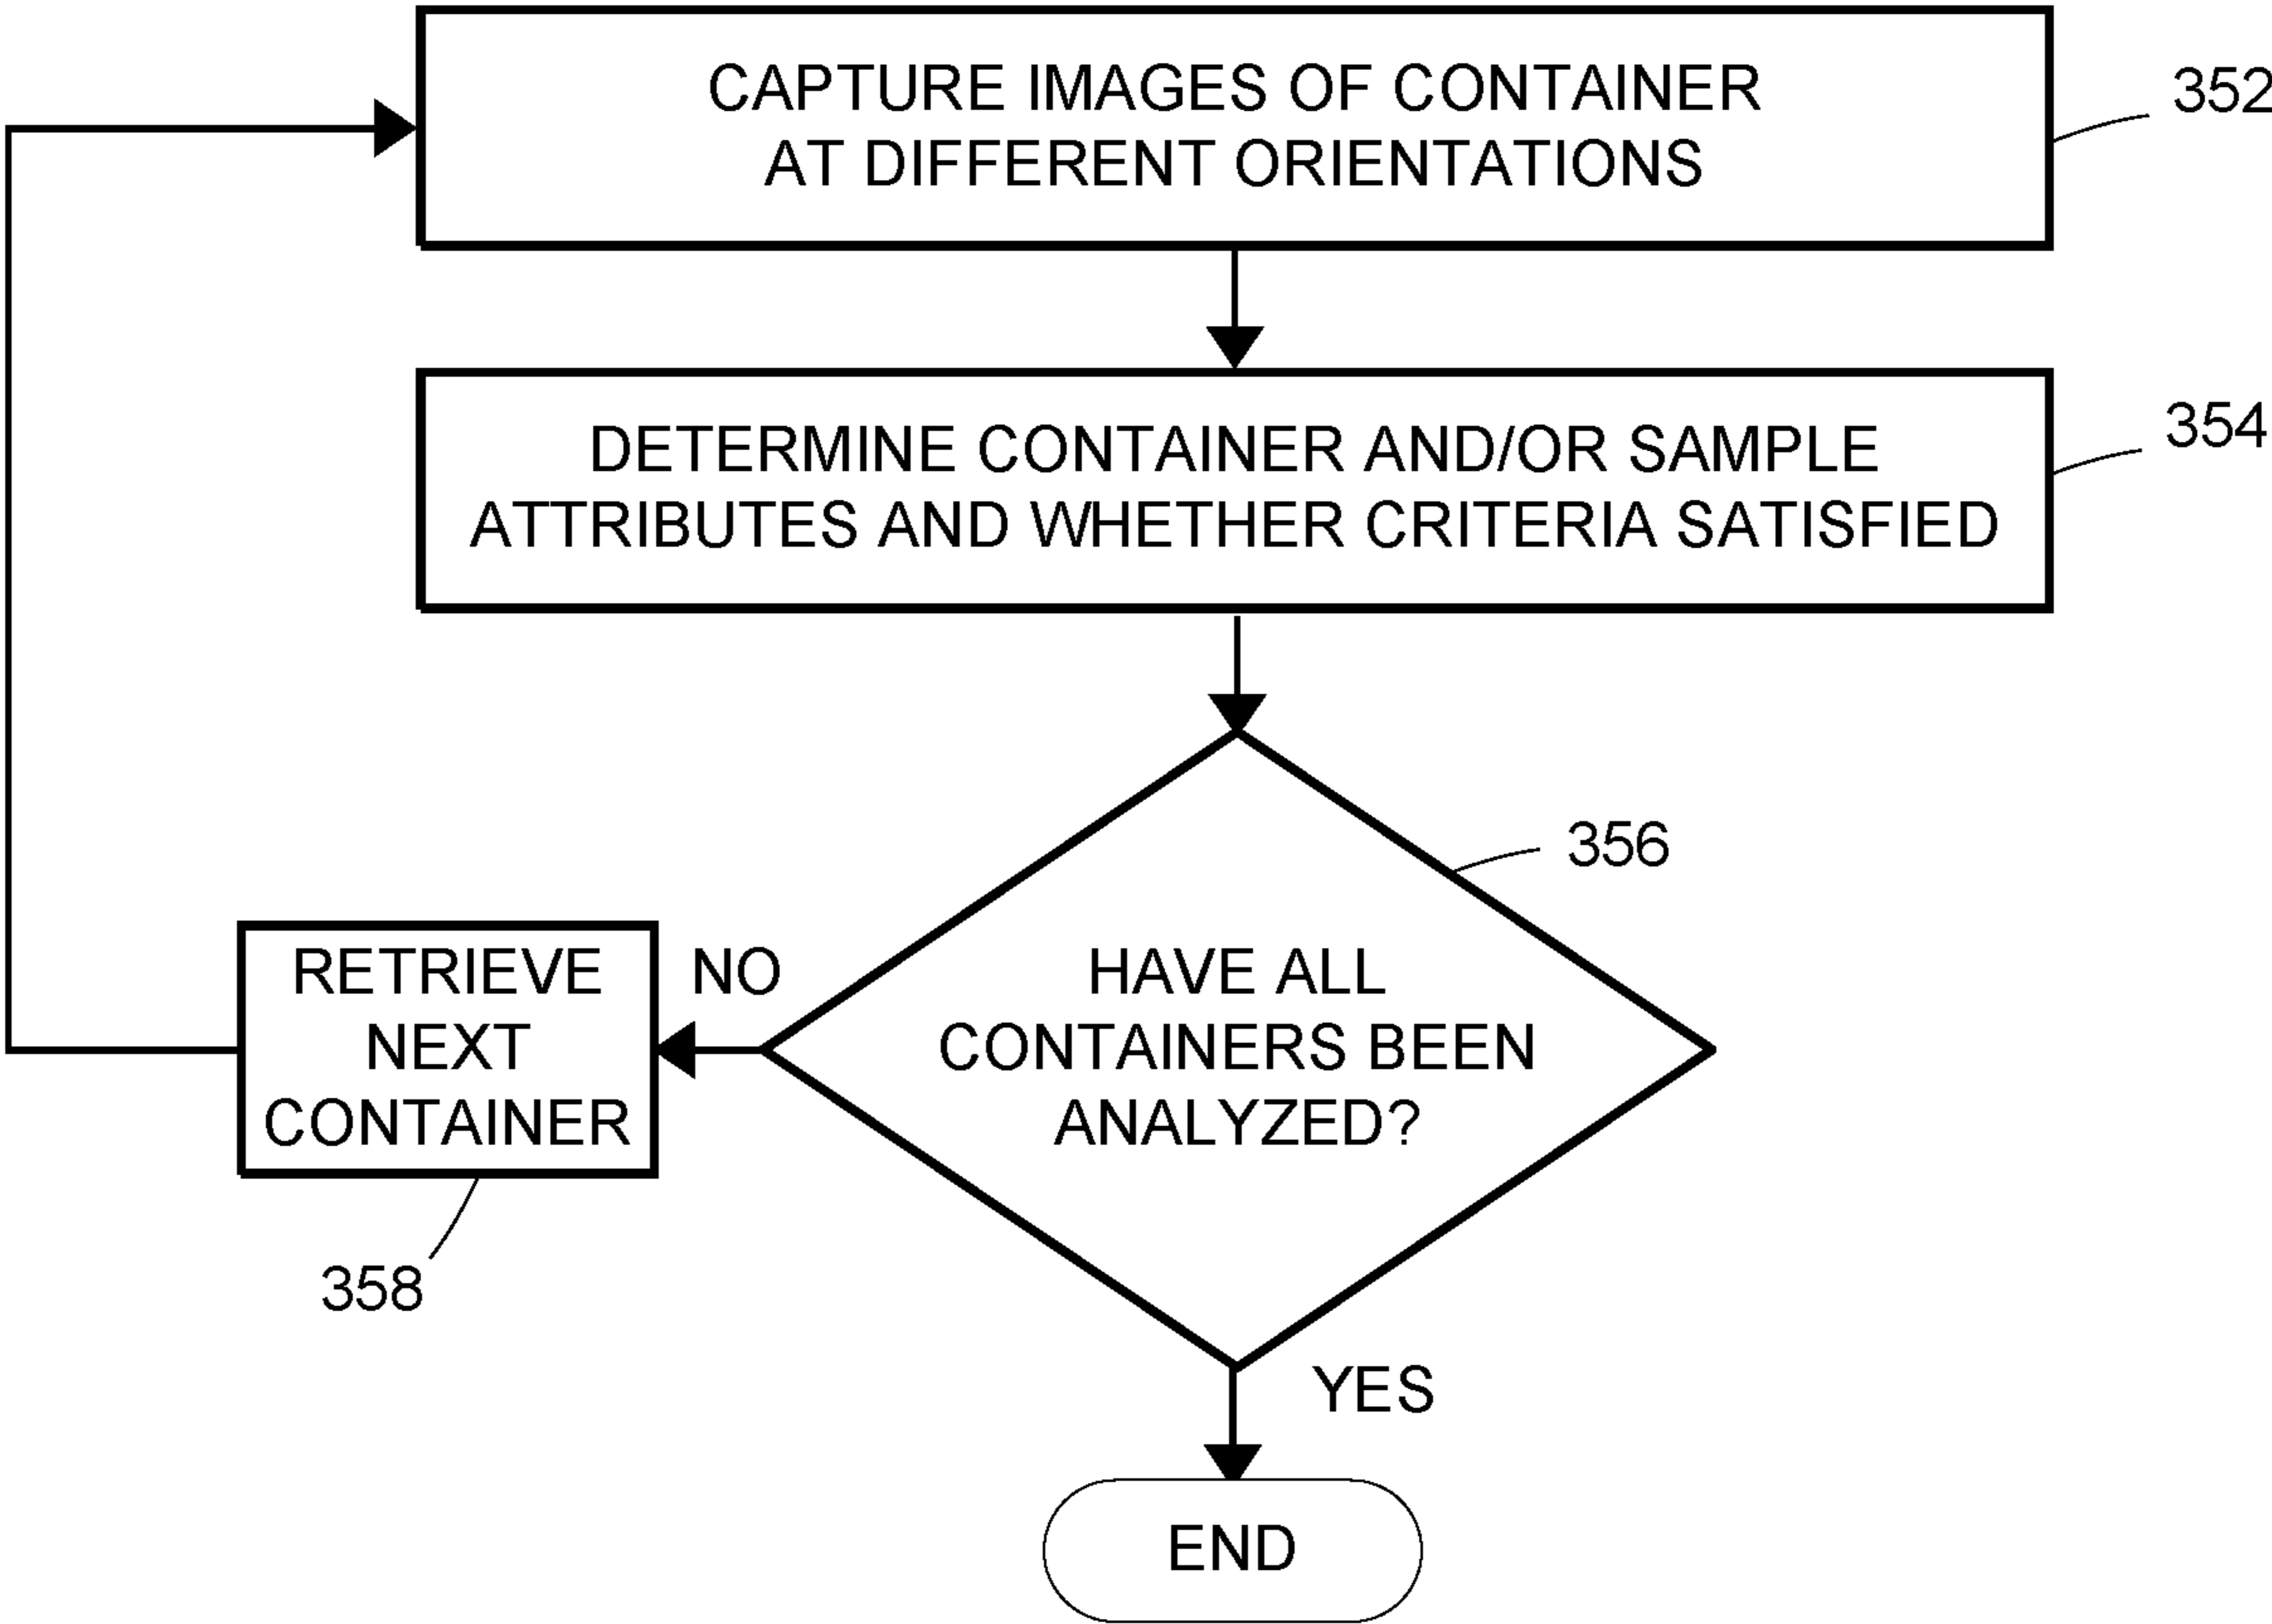 CAPTURE IMAGES OF CONTAINER
AT DIFFERENT ORIENTATIONS
352
DETERMINE CONTAINER AND/OR SAMPLE
ATTRIBUTES AND WHETHER CRITERIA SATISFIED
354
356
HAVE ALL
CONTAINERS BEEN
ANALYZED?
NO
RETRIEVE
NEXT
CONTAINER
358
YES
END